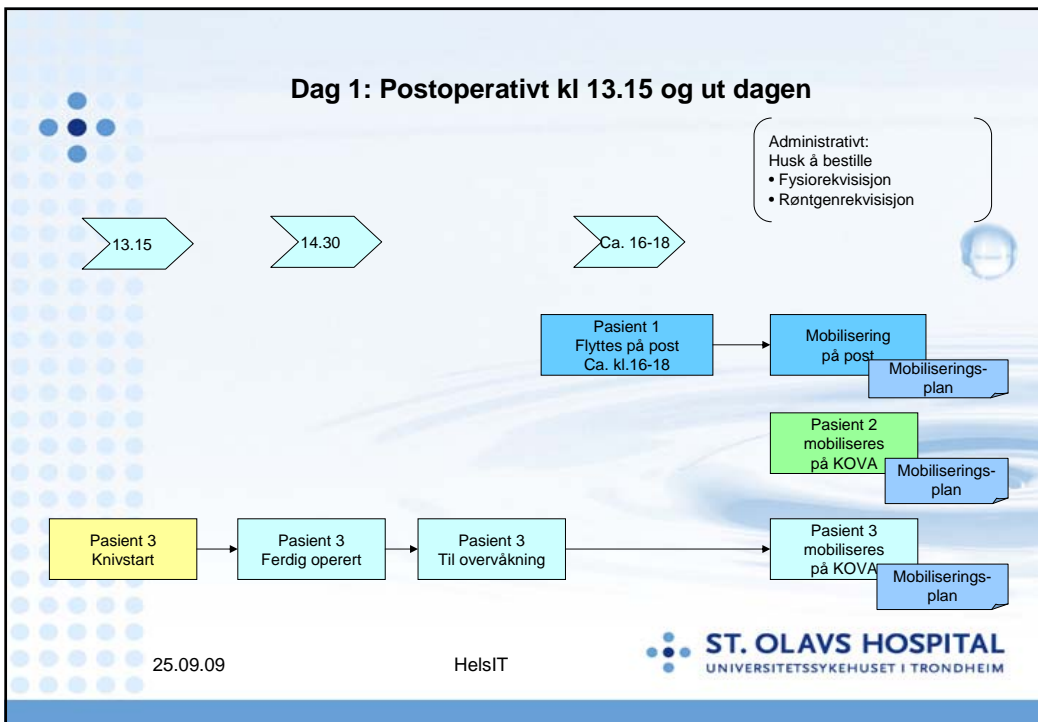 Dag 1: Postoperativt kl 13.15 og ut dagen
Administrativt:
Husk å bestille
• Fysiorekvisisjon
• Røntgenrekvisisjon
13.15
14.30
Ca. 16-18
Pasient 1
Flyttes på post
Ca. kl.16-18
Mobilisering
på post
Mobiliserings-
plan
Pasient 2
mobiliseres
på KOVA
Mobiliserings-
plan
Pasient 3
Knivstart
Pasient 3
Ferdig operert
Pasient 3
Til overvåkning
Pasient 3
mobiliseres
på KOVA
Mobiliserings-
plan
25.09.09
HelsIT
ST. OLAVS HOSPITAL
UNIVERSITETSSYKEHUSET I TRONDHEIM